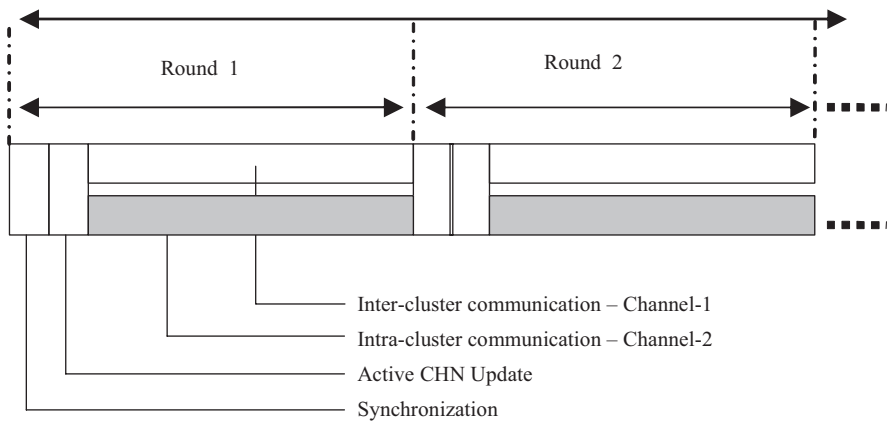 Round 1
Round 2
Inter-cluster communication – Channel-1
Intra-cluster communication – Channel-2
Active CHN Update
Synchronization